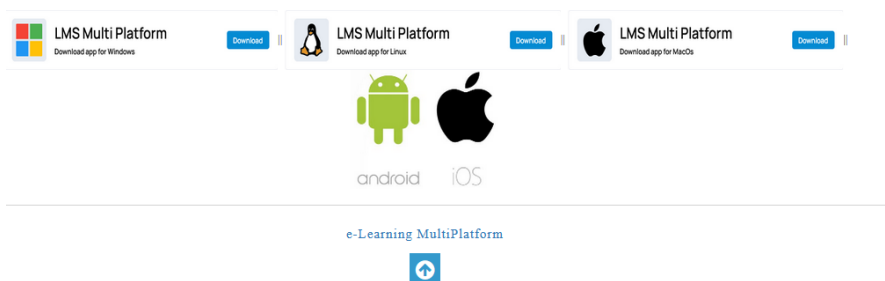 LMS Multi Platform
Download app for Windows
Download
||
LMS Multi Platform
Download app for Linux
Download
||
LMS Multi Platform
Download app for MacOs
Download
||
android iOS
e-Learning MultiPlatform